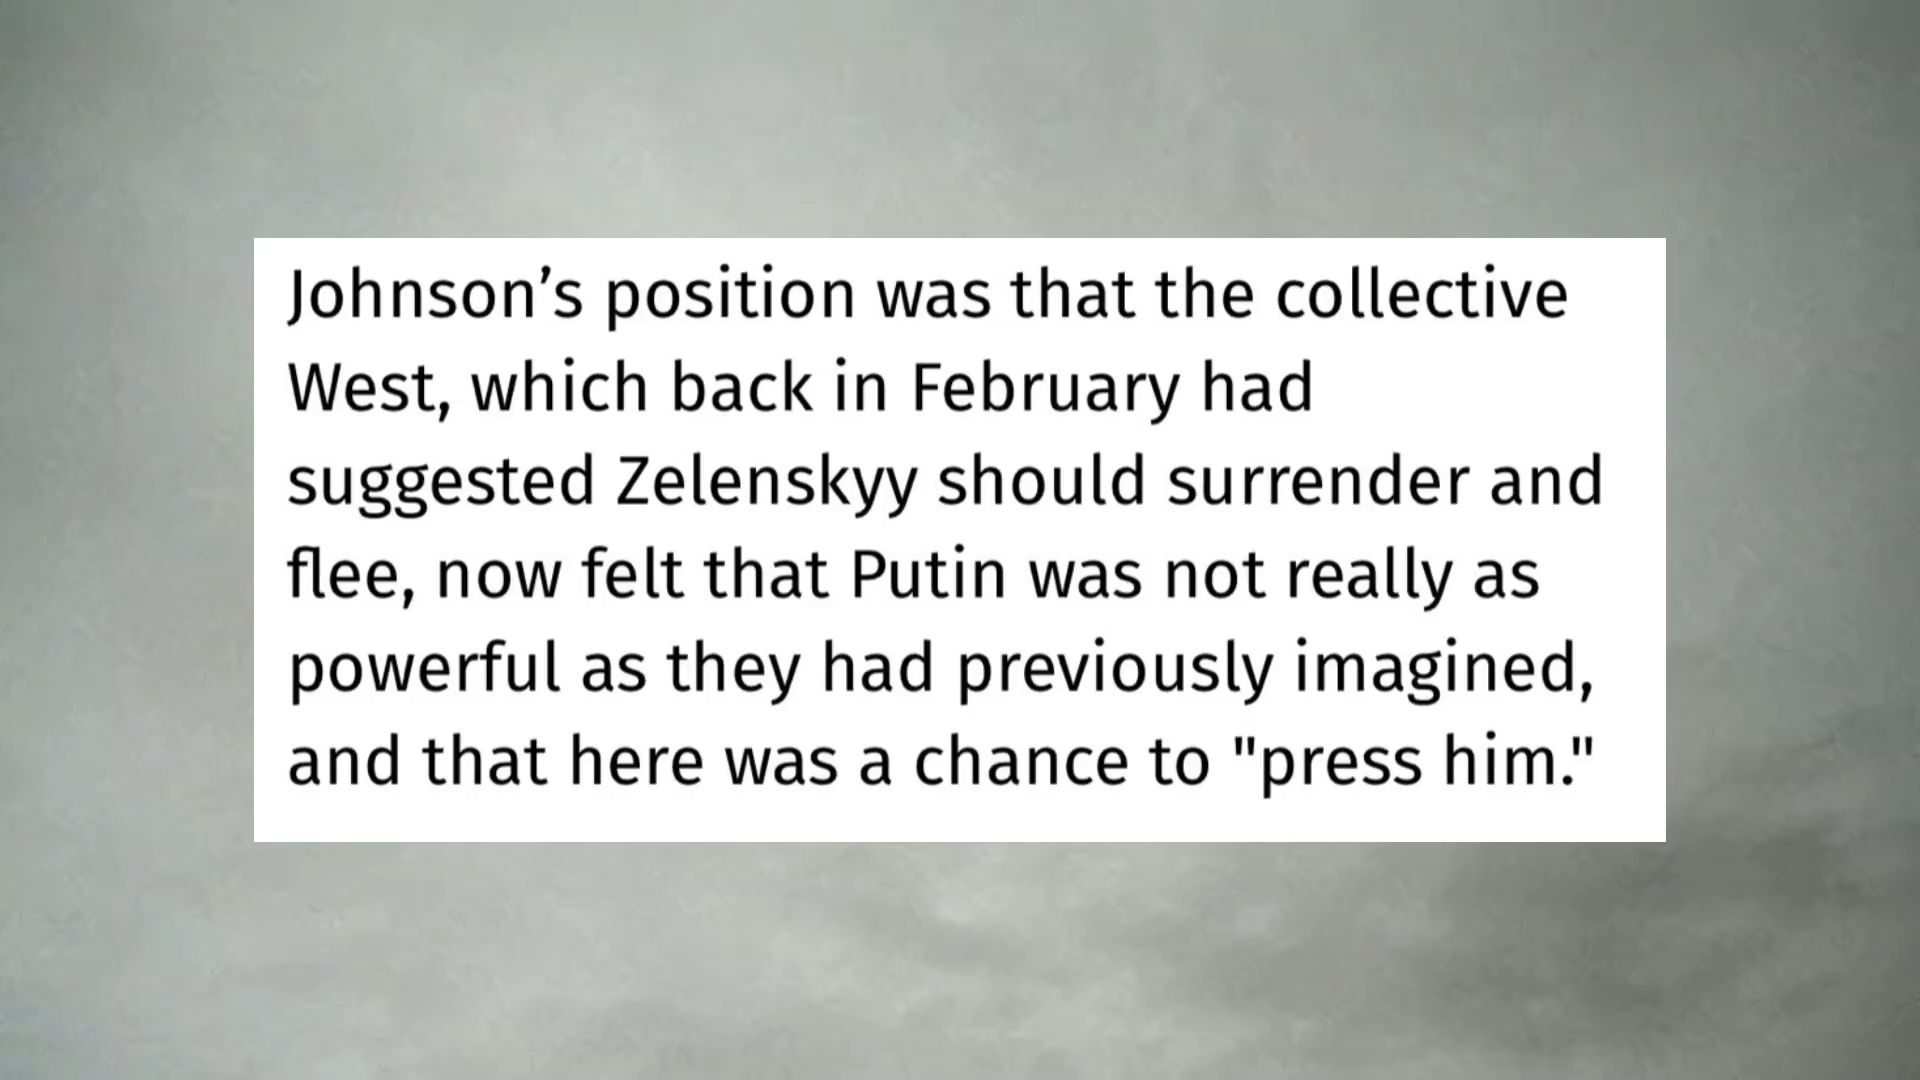 Johnson’s position was that the collective
West, which back in February had
suggested Zelenskyy should surrender and
flee, now felt that Putin was not really as
powerful as they had previously imagined,
and that here was a chance to "press him."